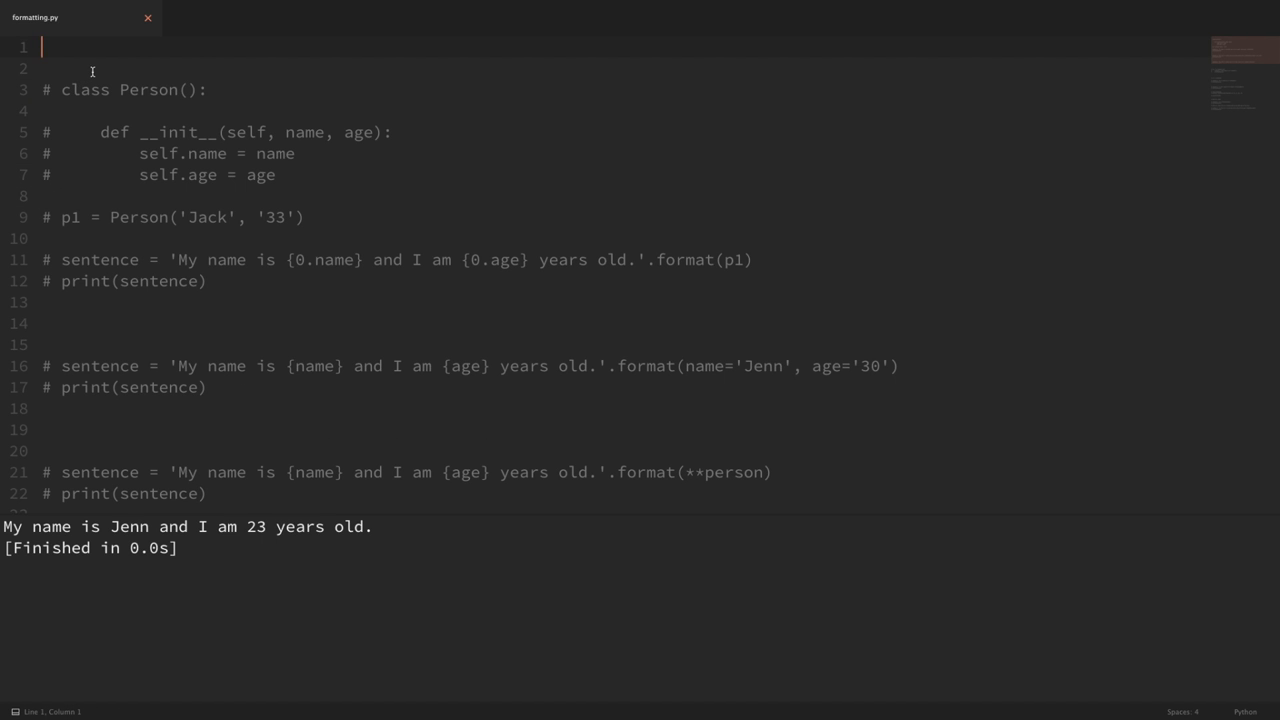 formatting.py
1
2
3 # class Person():
4
5 #     def __init__(self, name, age):
6 #         self.name = name
7 #         self.age = age
8
9 # p1 = Person('Jack', '33')
10
11 # sentence = 'My name is {0.name} and I am {0.age} years old.'.format(p1)
12 # print(sentence)
13
14
15
16 # sentence = 'My name is {name} and I am {age} years old.'.format(name='Jenn', age='30')
17 # print(sentence)
18
19
20
21 # sentence = 'My name is {name} and I am {age} years old.'.format(**person)
22 # print(sentence)
My name is Jenn and I am 23 years old.
[Finished in 0.0s]
Line 1, Column 1 Spaces: 4 Python